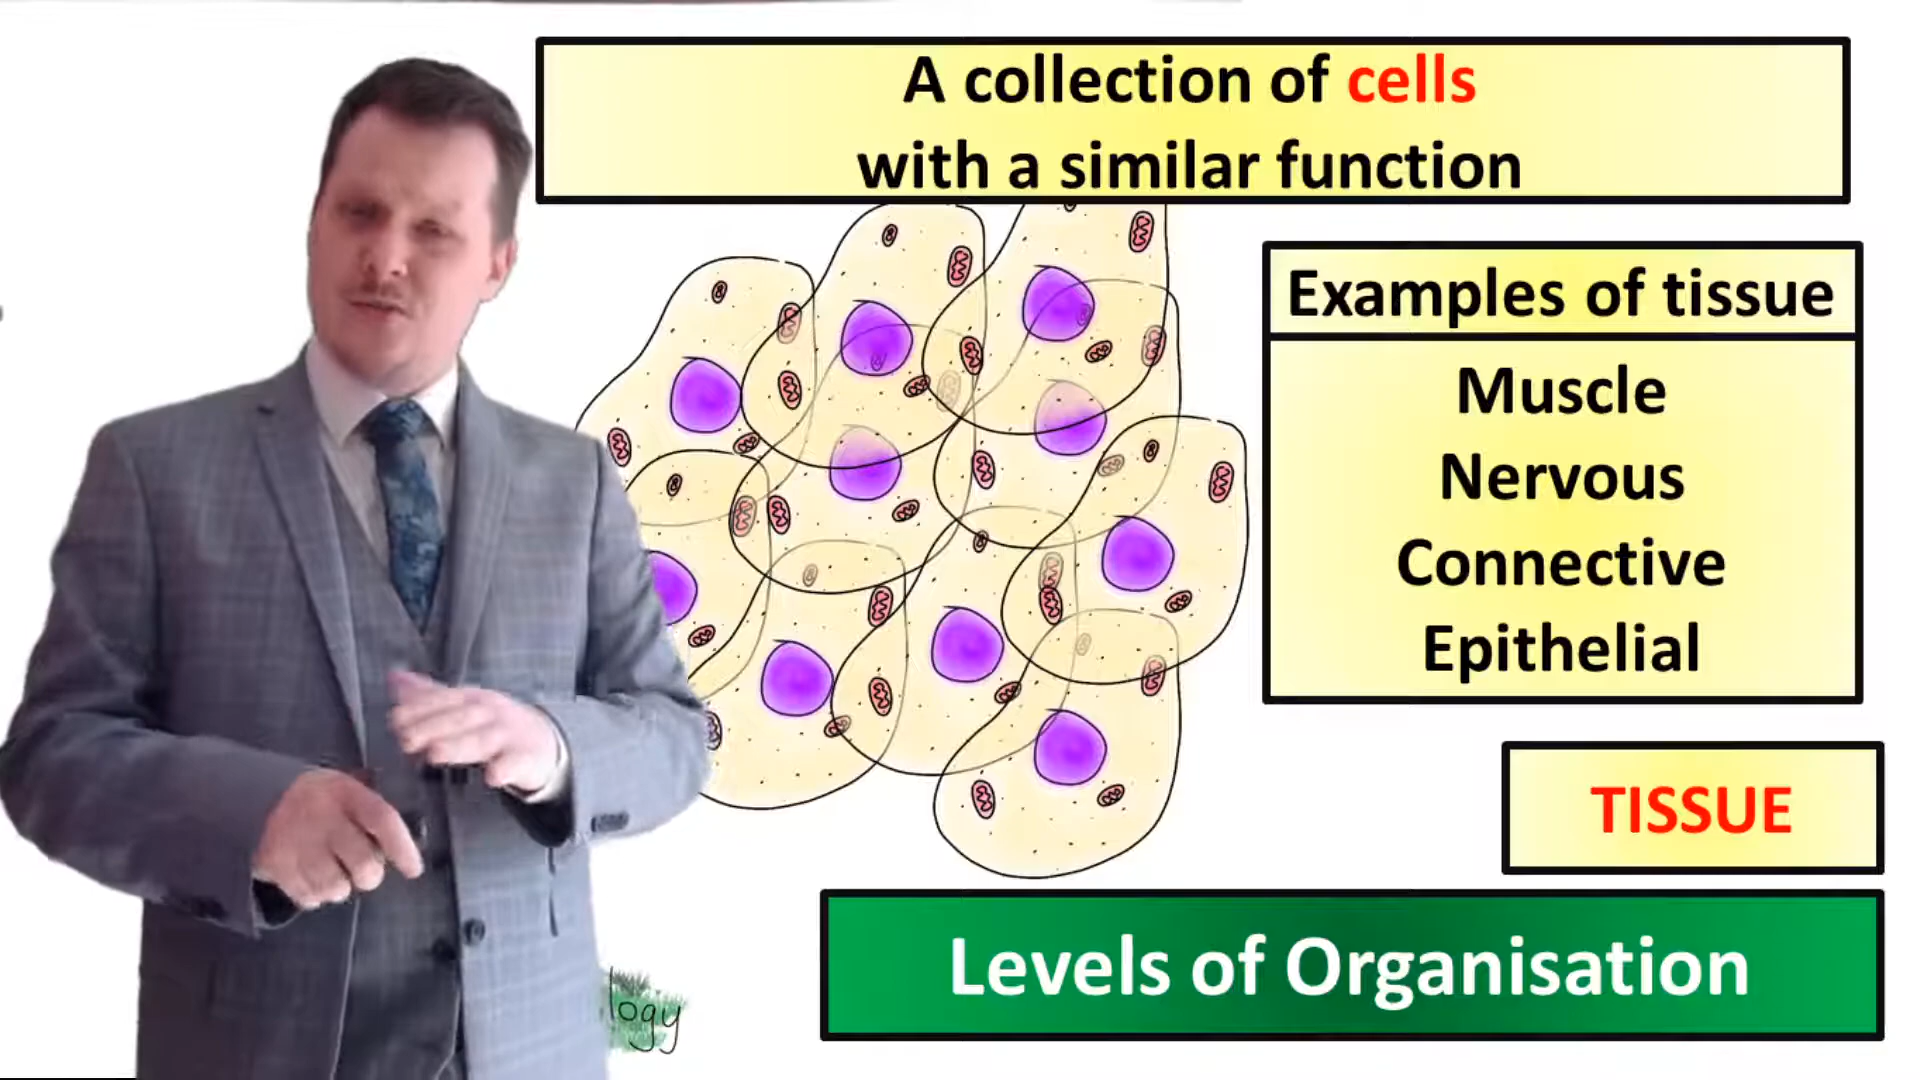 A collection of cells
with a similar function
Examples of tissue
Muscle
Nervous
Connective
Epithelial
TISSUE
Levels of Organisation
logy